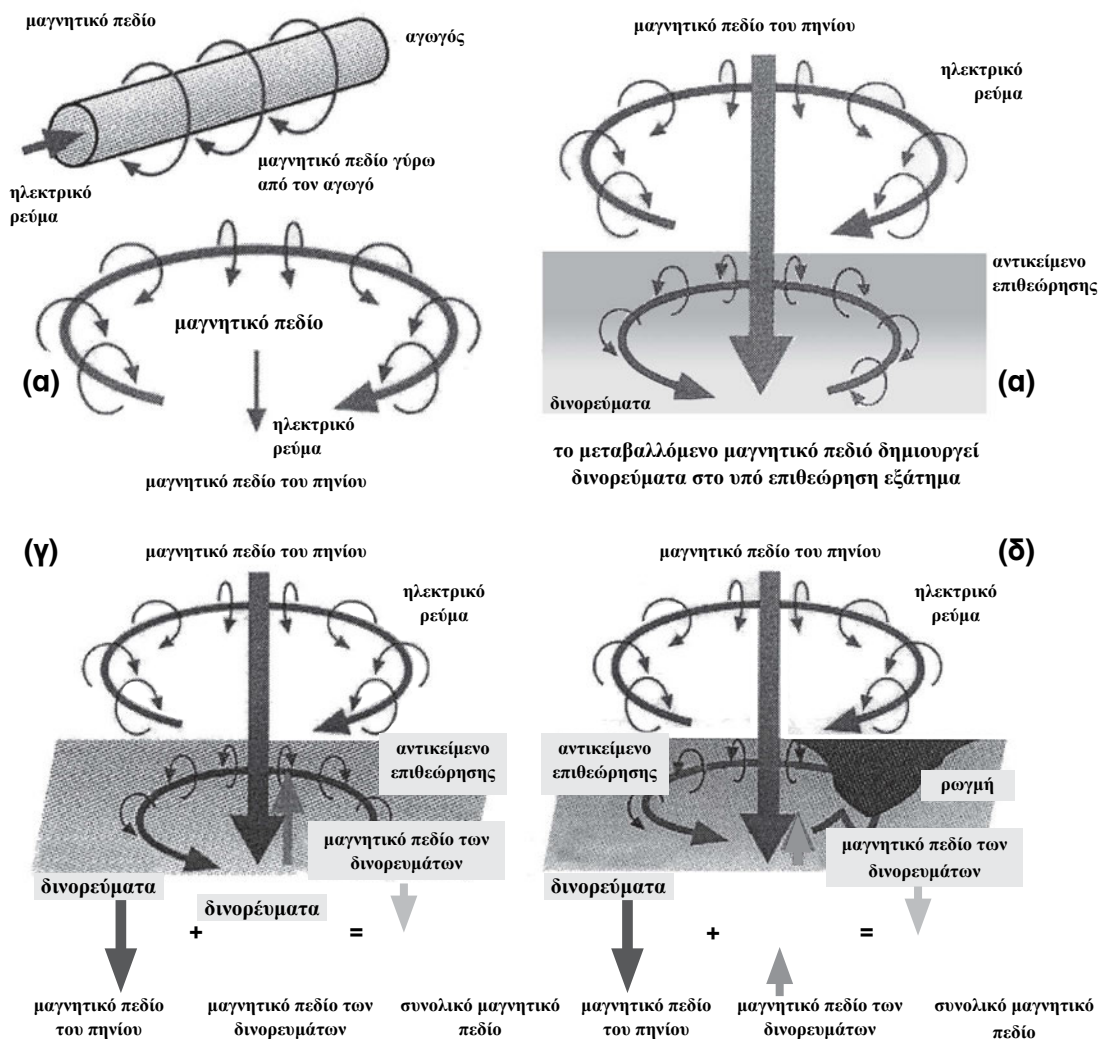 μαγνητικό πεδίο
αγωγός
μαγνητικό πεδίο γύρω
από τον αγωγό
ηλεκτρικό
ρεύμα
μαγνητικό πεδίο
(α)
ηλεκτρικό
ρεύμα
μαγνητικό πεδίο του πηνίου
μαγνητικό πεδίο του πηνίου
ηλεκτρικό
ρεύμα
αντικείμενο
επιθεώρησης
(α)
δινορεύματα
το μεταβαλλόμενο μαγνητικό πεδιό δημιουργεί
δινορεύματα στο υπό επιθεώρηση εξάτημα
(γ)
μαγνητικό πεδίο του πηνίου
ηλεκτρικό
ρεύμα
αντικείμενο
επιθεώρησης
μαγνητικό πεδίο των
δινορευμάτων
δινορεύματα
δινορέυματα
+
=
μαγνητικό πεδίο
του πηνίου
μαγνητικό πεδίο των
δινορευμάτων
συνολικό μαγνητικό
πεδίο
(δ)
μαγνητικό πεδίο του πηνίου
ηλεκτρικό
ρεύμα
αντικείμενο
επιθεώρησης
ρωγμή
μαγνητικό πεδίο των
δινορευμάτων
δινορεύματα
+
=
μαγνητικό πεδίο
του πηνίου
μαγνητικό πεδίο των
δινορευμάτων
συνολικό μαγνητικό
πεδίο